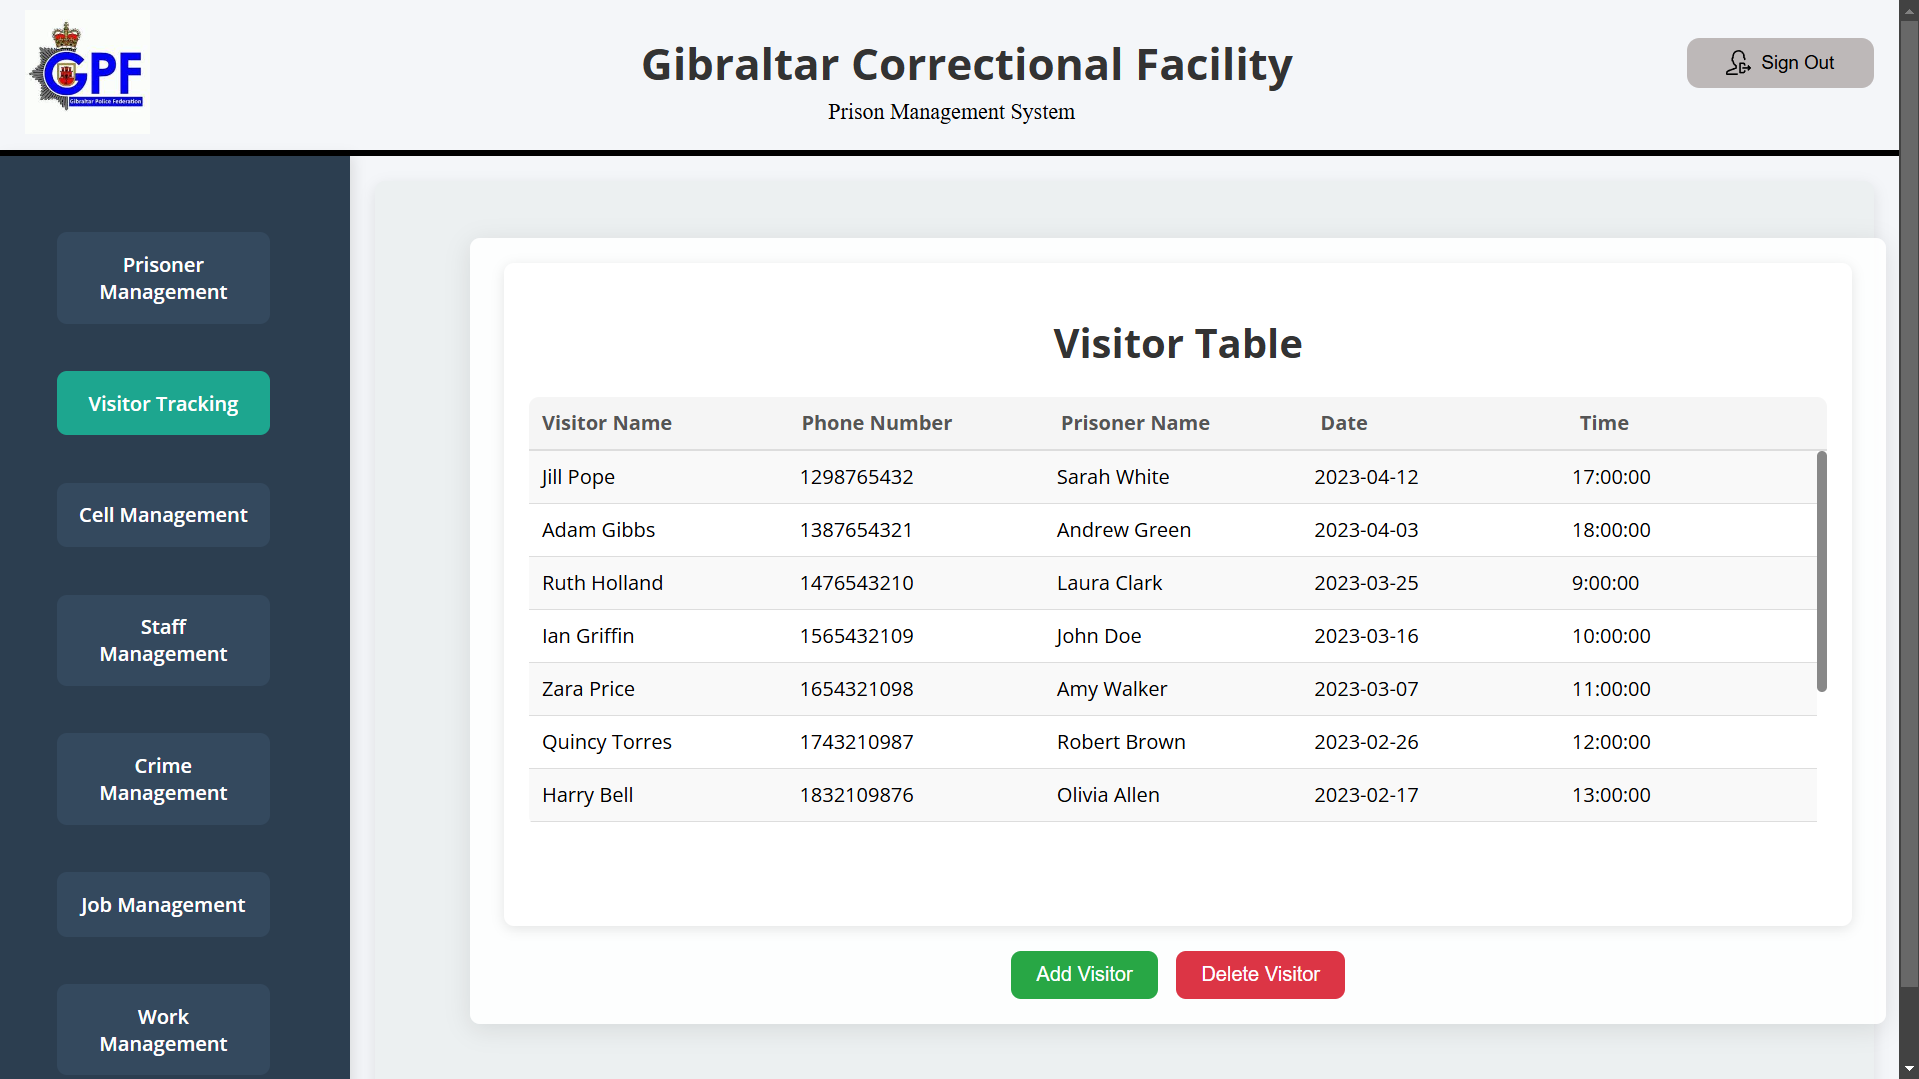 GPF
Gibraltar Police Federation
Gibraltar Correctional Facility
Prison Management System
Sign Out
Prisoner
Management
Visitor Tracking
Cell Management
Staff
Management
Crime
Management
Job Management
Work
Management
Visitor Table
Visitor Name Phone Number Prisoner Name Date Time
Jill Pope 1298765432 Sarah White 2023-04-12 17:00:00
Adam Gibbs 1387654321 Andrew Green 2023-04-03 18:00:00
Ruth Holland 1476543210 Laura Clark 2023-03-25 9:00:00
Ian Griffin 1565432109 John Doe 2023-03-16 10:00:00
Zara Price 1654321098 Amy Walker 2023-03-07 11:00:00
Quincy Torres 1743210987 Robert Brown 2023-02-26 12:00:00
Harry Bell 1832109876 Olivia Allen 2023-02-17 13:00:00
Add Visitor Delete Visitor